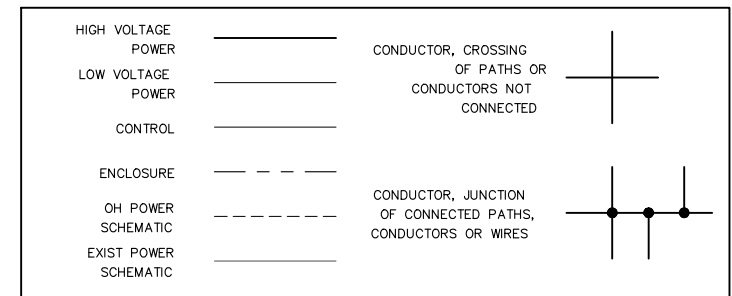 HIGH VOLTAGE
POWER
LOW VOLTAGE
POWER
CONTROL
ENCLOSURE
OH POWER
SCHEMATIC
EXIST POWER
SCHEMATIC
CONDUCTOR, CROSSING
OF PATHS OR
CONDUCTORS NOT
CONNECTED
CONDUCTOR, JUNCTION
OF CONNECTED PATHS,
CONDUCTORS OR WIRES